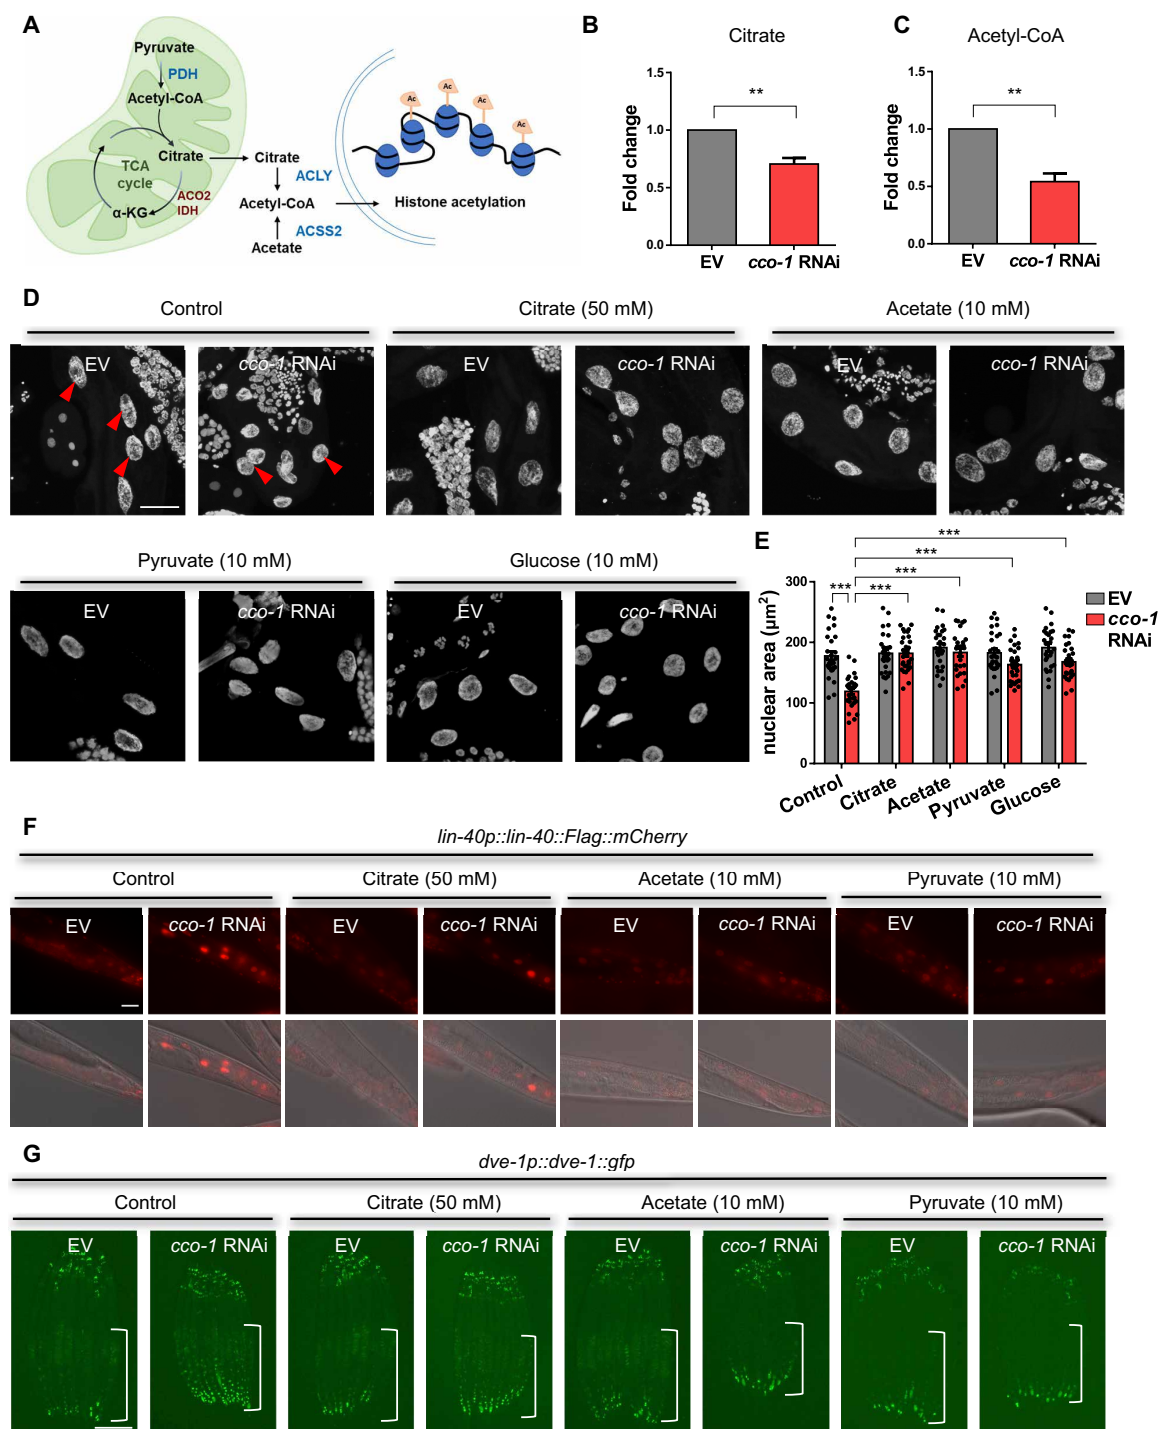 A
Pyruvate
PDH
Acetyl-CoA
TCA
cycle
Citrate
ACO2
IDH
α-KG
Citrate
ACLY
Acetyl-CoA
ACSS2
Acetate
Ac
Ac
Ac
Ac
Histone acetylation
B
Citrate
Fold change
1.5
1.0
0.5
0.0
**
EV
cco-1 RNAi
C
Acetyl-CoA
Fold change
1.5
1.0
0.5
0.0
**
EV
cco-1 RNAi
D
Control
Citrate (50 mM)
Acetate (10 mM)
EV
cco-1 RNAi
EV
cco-1 RNAi
EV
cco-1 RNAi
Pyruvate (10 mM)
Glucose (10 mM)
EV
cco-1 RNAi
EV
cco-1 RNAi
E
nuclear area (μm²)
300
200
100
0
***
***
***
***
***
EV
cco-1
RNAi
Control
Citrate
Acetate
Pyruvate
Glucose
F
lin-40p::lin-40::Flag::mCherry
Control
Citrate (50 mM)
Acetate (10 mM)
Pyruvate (10 mM)
EV
cco-1 RNAi
EV
cco-1 RNAi
EV
cco-1 RNAi
EV
cco-1 RNAi
G
dve-1p::dve-1::gfp
Control
Citrate (50 mM)
Acetate (10 mM)
Pyruvate (10 mM)
EV
cco-1 RNAi
EV
cco-1 RNAi
EV
cco-1 RNAi
EV
cco-1 RNAi